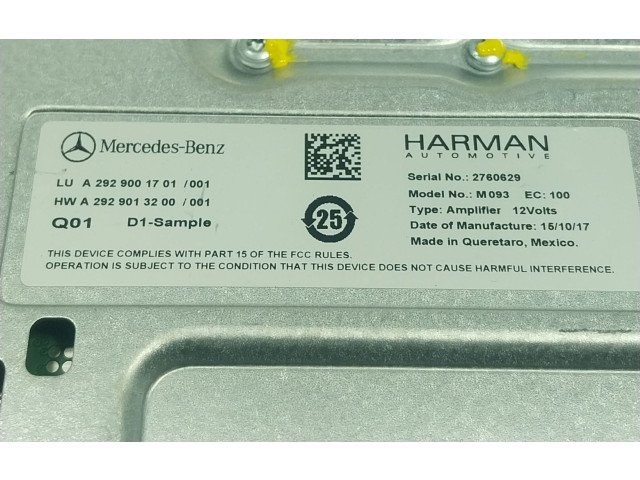 Mercedes-Benz
LU A 292 900 17 01 /001
HW A 292 901 32 00 /001
Q01 D1-Sample
25
HARMAN
AUTOMOTIVE
Serial No.: 2760629
Model No.: M 093 EC: 100
Type: Amplifier 12Volts
Date of Manufacture: 15/10/17
Made in Queretaro, Mexico.
THIS DEVICE COMPLIES WITH PART 15 OF THE FCC RULES.
OPERATION IS SUBJECT TO THE CONDITION THAT THIS DEVICE DOES NOT CAUSE HARMFUL INTERFERENCE.